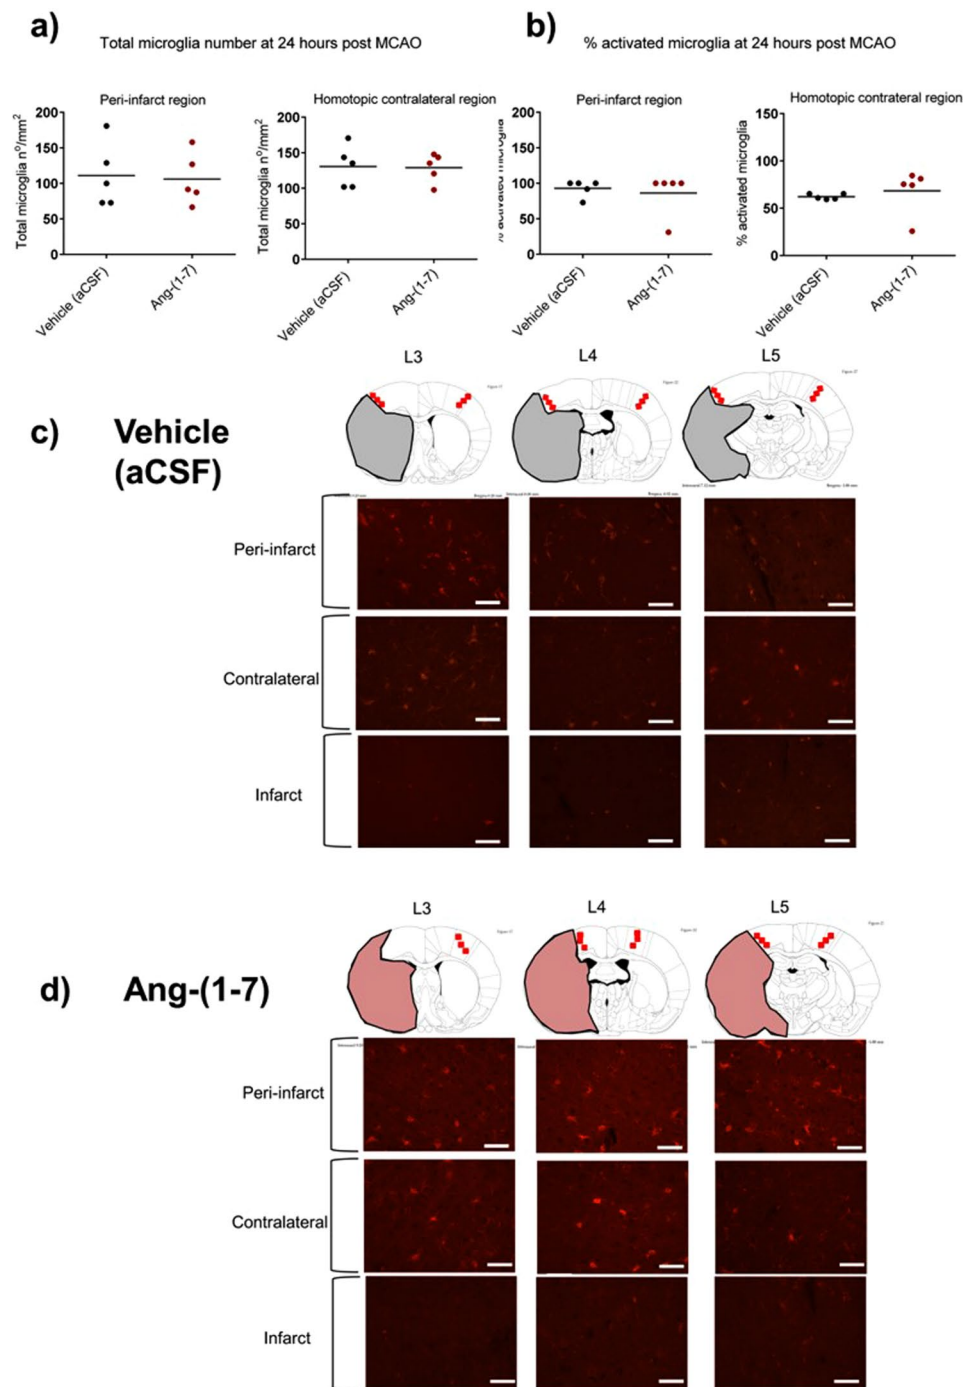 a)
Total microglia number at 24 hours post MCAO
b)
% activated microglia at 24 hours post MCAO
Peri-infarct region
Total microglia nº/mm²
200
150
100
50
0
Vehicle (aCSF)
Ang-(1-7)
Homotopic contralateral region
Total microglia nº/mm²
200
150
100
50
0
Vehicle (aCSF)
Ang-(1-7)
Peri-infarct region
% activated microglia
200
150
100
50
0
Vehicle (aCSF)
Ang-(1-7)
Homotopic contrateral region
% activated microglia
150
100
50
0
Vehicle (aCSF)
Ang-(1-7)
L3
L4
L5
c)
Vehicle
(aCSF)
Peri-infarct
Contralateral
Infarct
L3
L4
L5
d)
Ang-(1-7)
Peri-infarct
Contralateral
Infarct